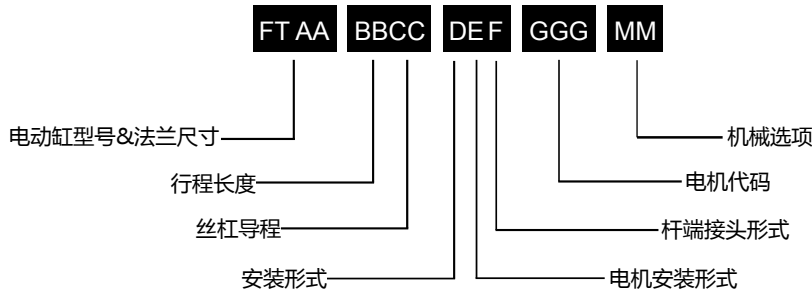 FT AA BBCC DE F GGG MM
电动缸型号&法兰尺寸 机械选项
行程长度 电机代码
丝杠导程 杆端接头形式
安装形式 电机安装形式